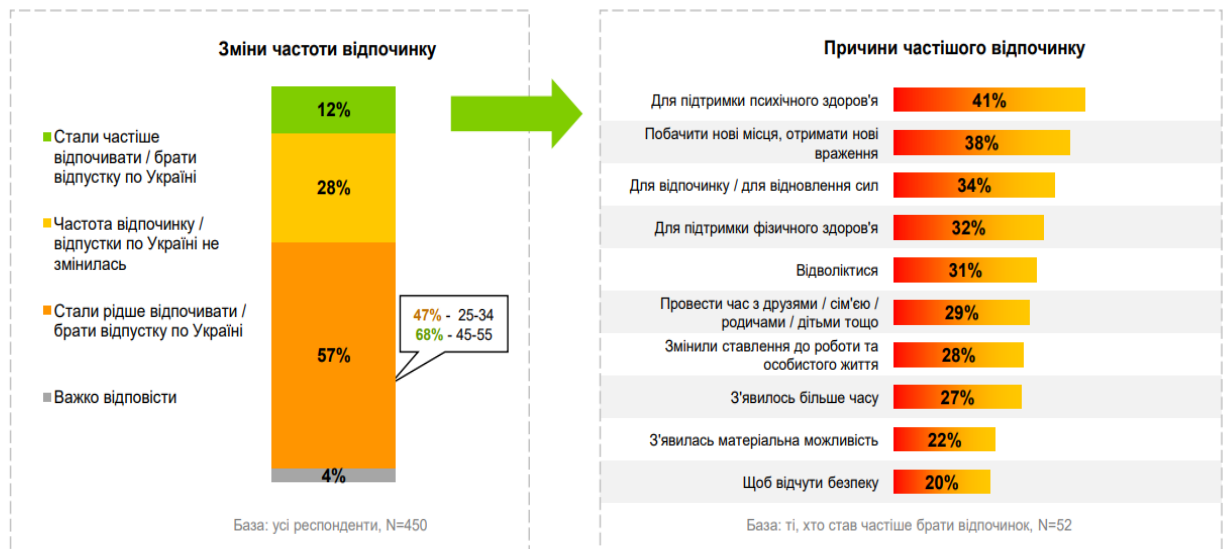 Зміни частоти відпочинку
12%
28%
57%
4%
Стали частіше
відпочивати / брати
відпустку по Україні
Частота відпочинку /
відпустки по Україні не
змінилась
Стали рідше відпочивати /
брати відпустку по Україні
Важко відповісти
47% - 25-34
68% - 45-55
База: усі респонденти, N=450
Причини частішого відпочинку
Для підтримки психічного здоров'я 41%
Побачити нові місця, отримати нові
враження 38%
Для відпочинку / для відновлення сил 34%
Для підтримки фізичного здоров'я 32%
Відволіктися 31%
Провести час з друзями / сім'єю /
родичами / дітьми тощо 29%
Змінили ставлення до роботи та
особистого життя 28%
З'явилось більше часу 27%
З'явилась матеріальна можливість 22%
Щоб відчути безпеку 20%
База: ті, хто став частіше брати відпочинок, N=52